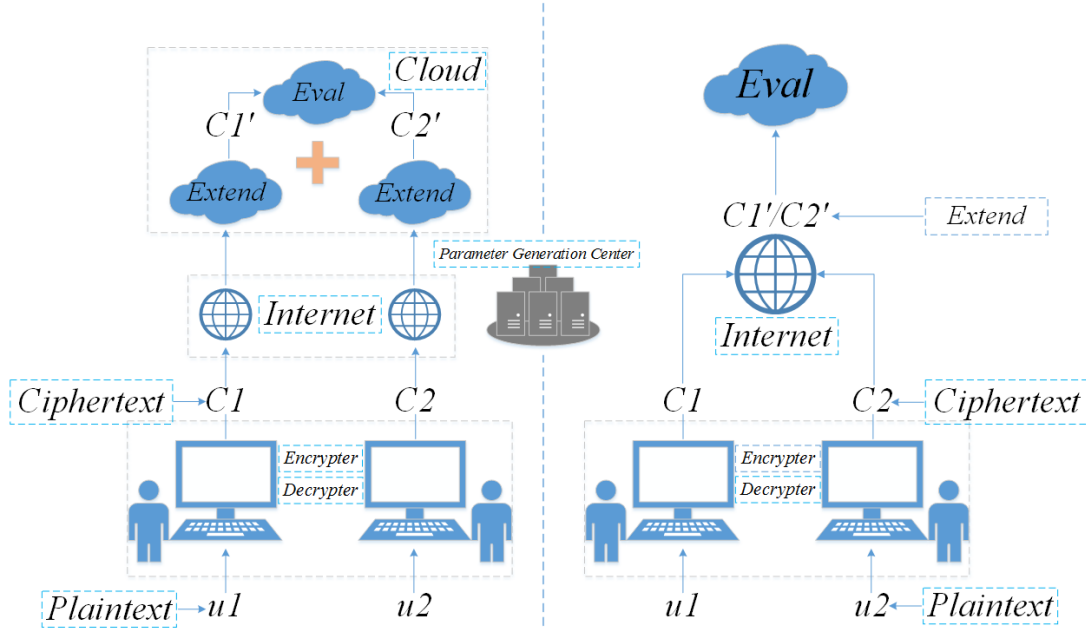 Cloud
Eval
C1'
C2'
Extend
Extend
Internet
Ciphertext
C1
C2
Encrypter
Decrypter
Plaintext
u1
u2
Parameter Generation Center
Eval
C1'/C2'
Extend
Internet
C1
C2
Ciphertext
Encrypter
Decrypter
u1
u2
Plaintext